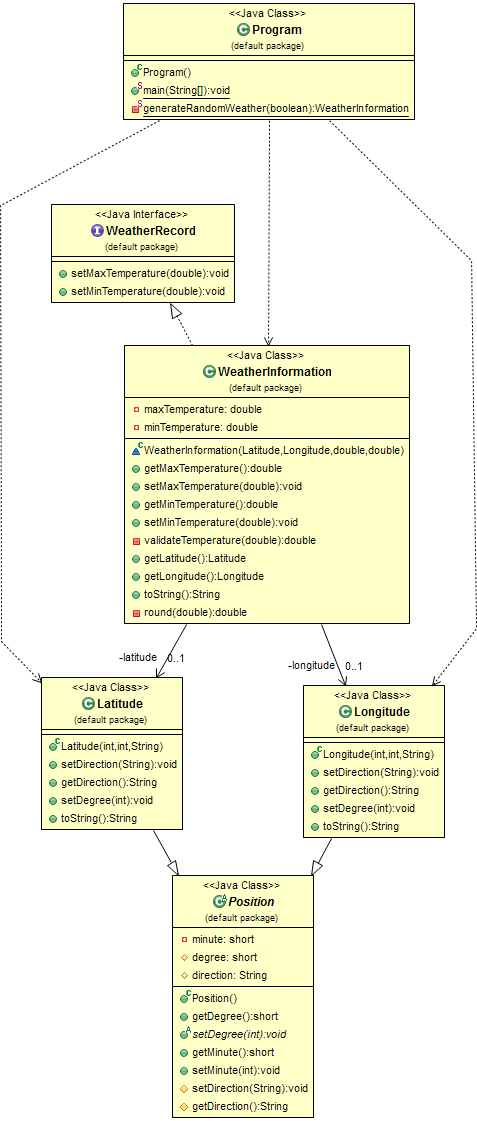 <<Java Class>>
Program
(default package)
Program()
main(String[]):void
generateRandomWeather(boolean):WeatherInformation
<<Java Interface>>
WeatherRecord
(default package)
setMaxTemperature(double):void
setMinTemperature(double):void
<<Java Class>>
WeatherInformation
(default package)
maxTemperature: double
minTemperature: double
WeatherInformation(Latitude,Longitude,double,double)
getMaxTemperature():double
setMaxTemperature(double):void
getMinTemperature():double
setMinTemperature(double):void
validateTemperature(double):double
getLatitude():Latitude
getLongitude():Longitude
toString():String
round(double):double
-latitude 0..1
-longitude 0..1
<<Java Class>>
Latitude
(default package)
Latitude(int,int,String)
setDirection(String):void
getDirection():String
setDegree(int):void
toString():String
<<Java Class>>
Longitude
(default package)
Longitude(int,int,String)
setDirection(String):void
getDirection():String
setDegree(int):void
toString():String
<<Java Class>>
Position
(default package)
minute: short
degree: short
direction: String
Position()
getDegree():short
setDegree(int):void
getMinute():short
setMinute(int):void
setDirection(String):void
getDirection():String